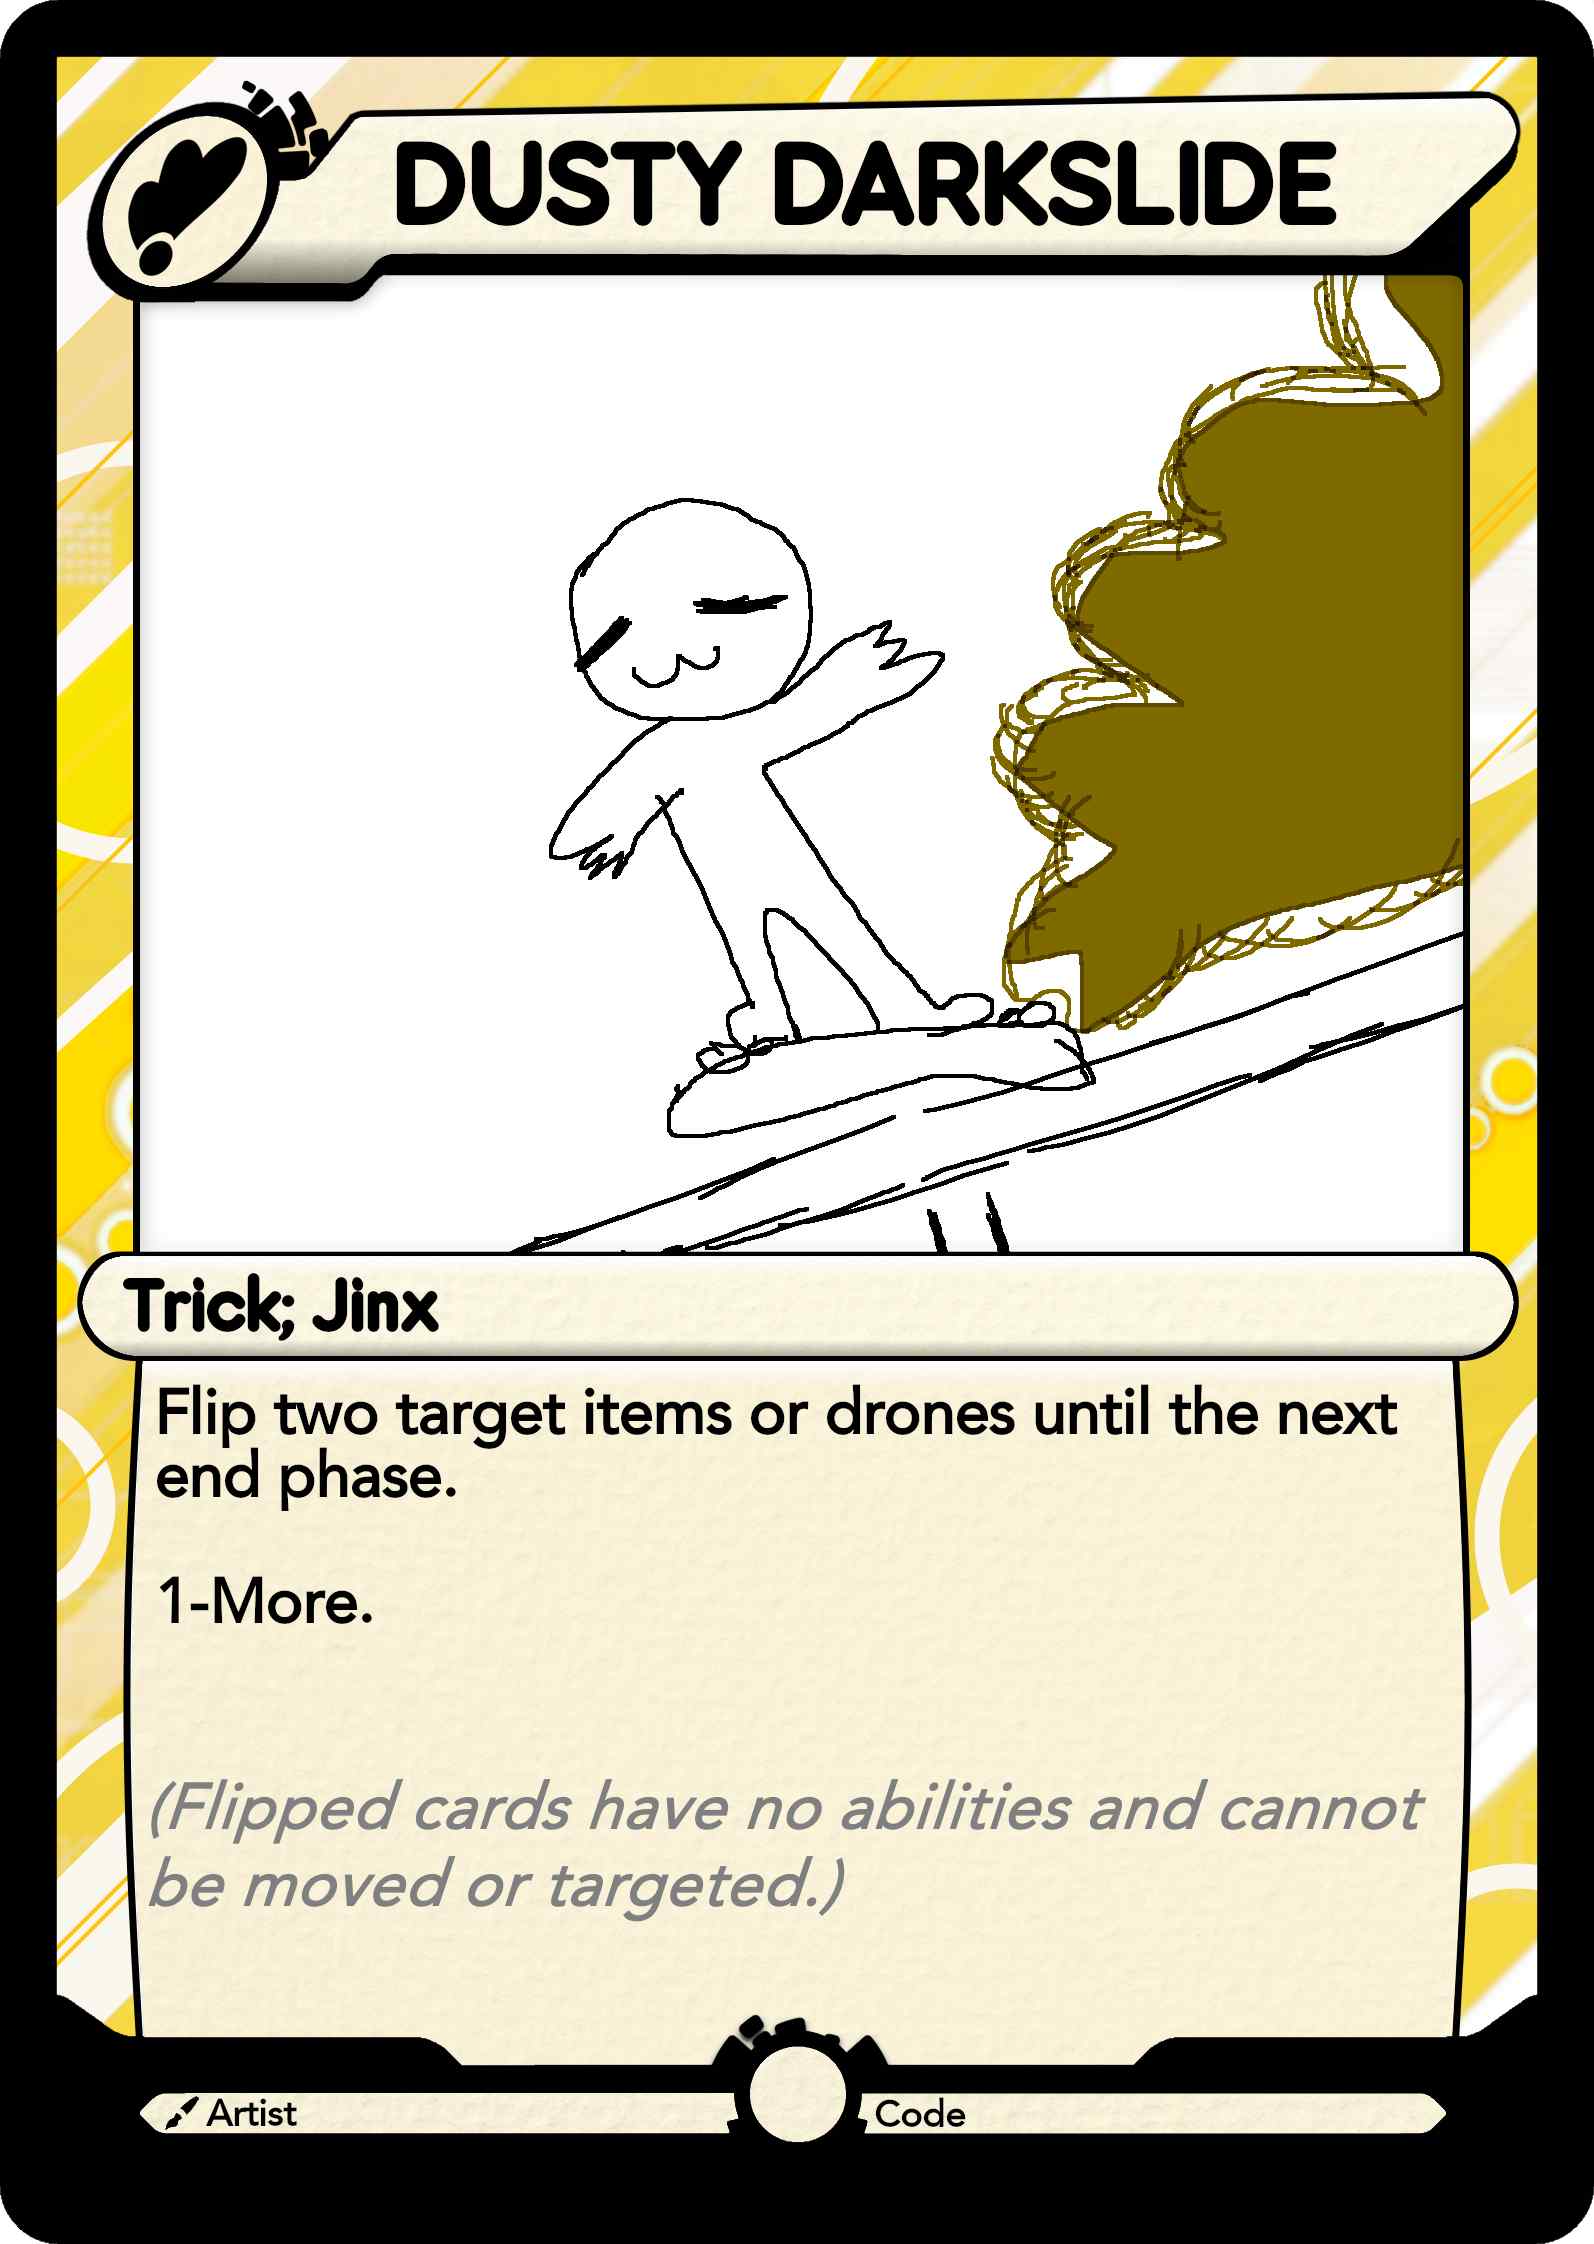 DUSTY DARKSLIDE
Trick; Jinx
Flip two target items or drones until the next
end phase.
1-More.
(Flipped cards have no abilities and cannot
be moved or targeted.)
Artist
Code